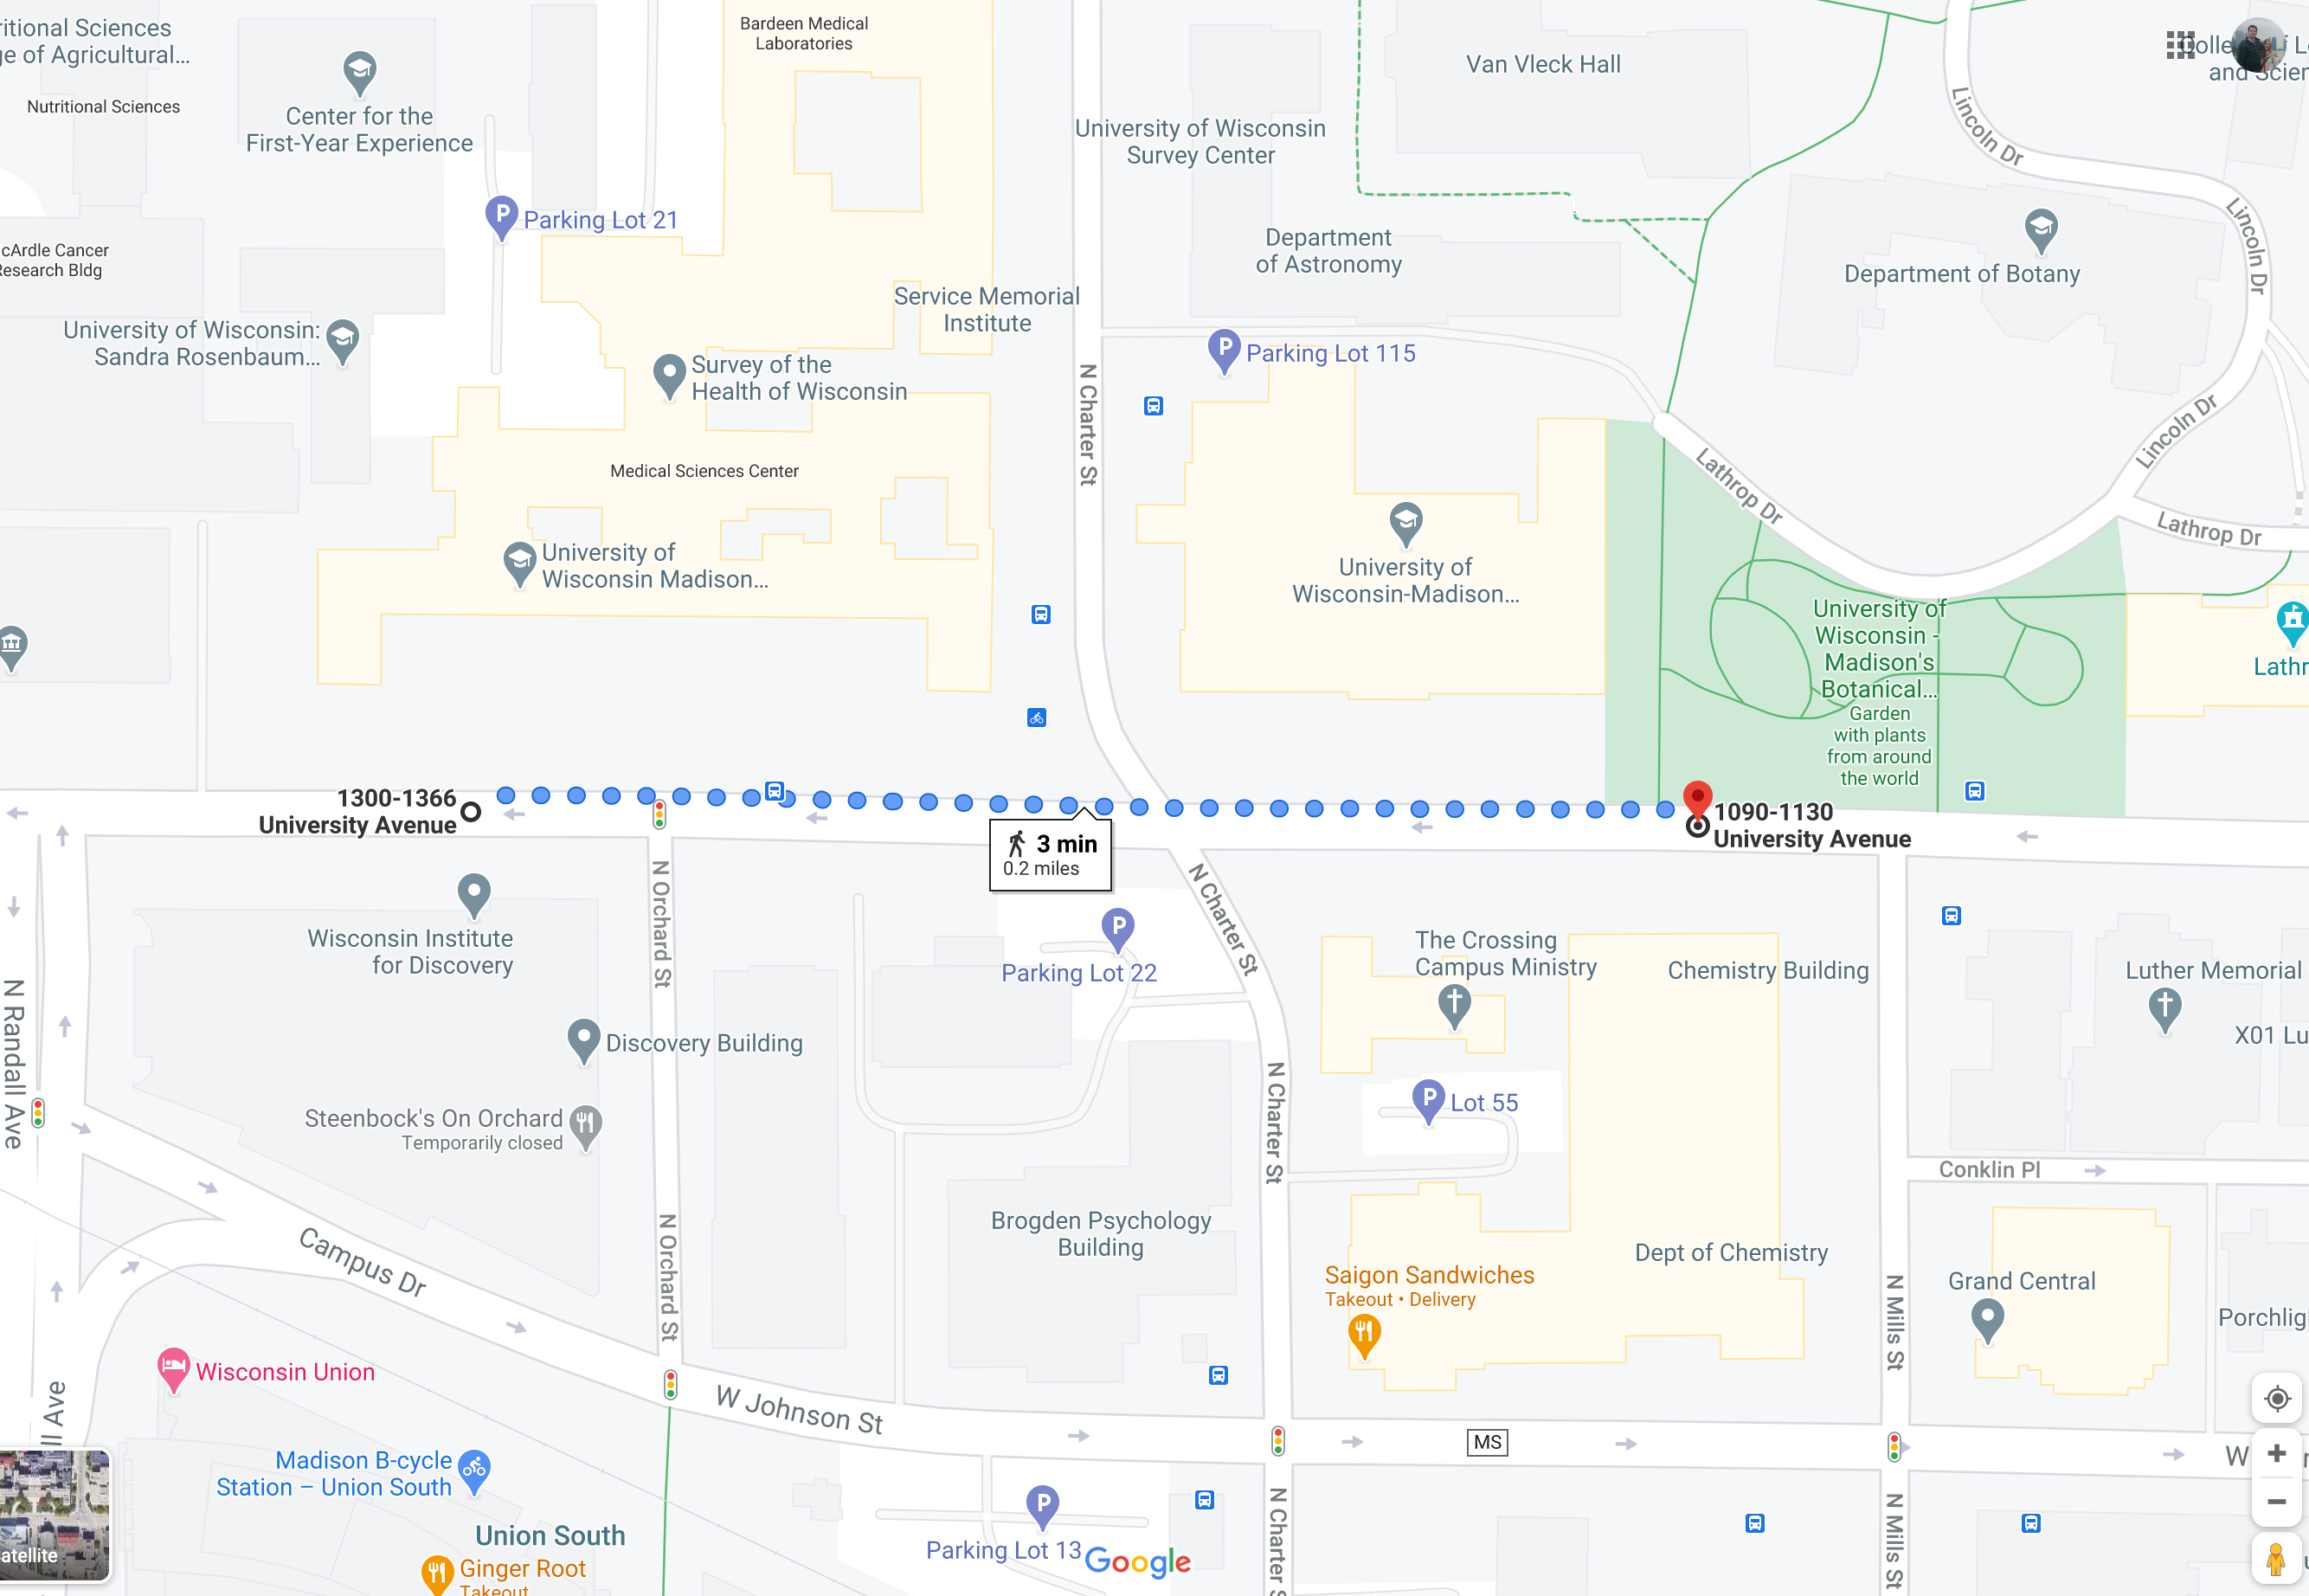 ritional Sciences
ge of Agricultural...
Nutritional Sciences
Center for the
First-Year Experience
Bardeen Medical
Laboratories
University of Wisconsin
Survey Center
Van Vleck Hall
Lincoln Dr
and Scien
Parking Lot 21
cArdle Cancer
Research Bldg
University of Wisconsin:
Sandra Rosenbaum...
Survey of the
Health of Wisconsin
Service Memorial
Institute
Department
of Astronomy
Department of Botany
Lincoln Dr
Parking Lot 115
N Charter St
Medical Sciences Center
University of
Wisconsin Madison...
University of
Wisconsin-Madison...
Lathrop Dr
Lincoln Dr
Lathrop Dr
University of
Wisconsin -
Madison's
Botanical...
Garden
with plants
from around
the world
Lathr
1300-1366
University Avenue
3 min
0.2 miles
1090-1130
University Avenue
Wisconsin Institute
for Discovery
N Orchard St
N Charter St
Parking Lot 22
The Crossing
Campus Ministry
Chemistry Building
Luther Memorial
X01 Lu
N Randall Ave
Discovery Building
Steenbock's On Orchard
Temporarily closed
Lot 55
N Charter St
Conklin Pl
Brogden Psychology
Building
Campus Dr
N Orchard St
Saigon Sandwiches
Takeout • Delivery
Dept of Chemistry
N Mills St
Grand Central
Porchlig
Wisconsin Union
W Johnson St
MS
W
ll Ave
Madison B-cycle
Station – Union South
Union South
Ginger Root
Takeout
Parking Lot 13
Google
N Charter S
N Mills St
atellite